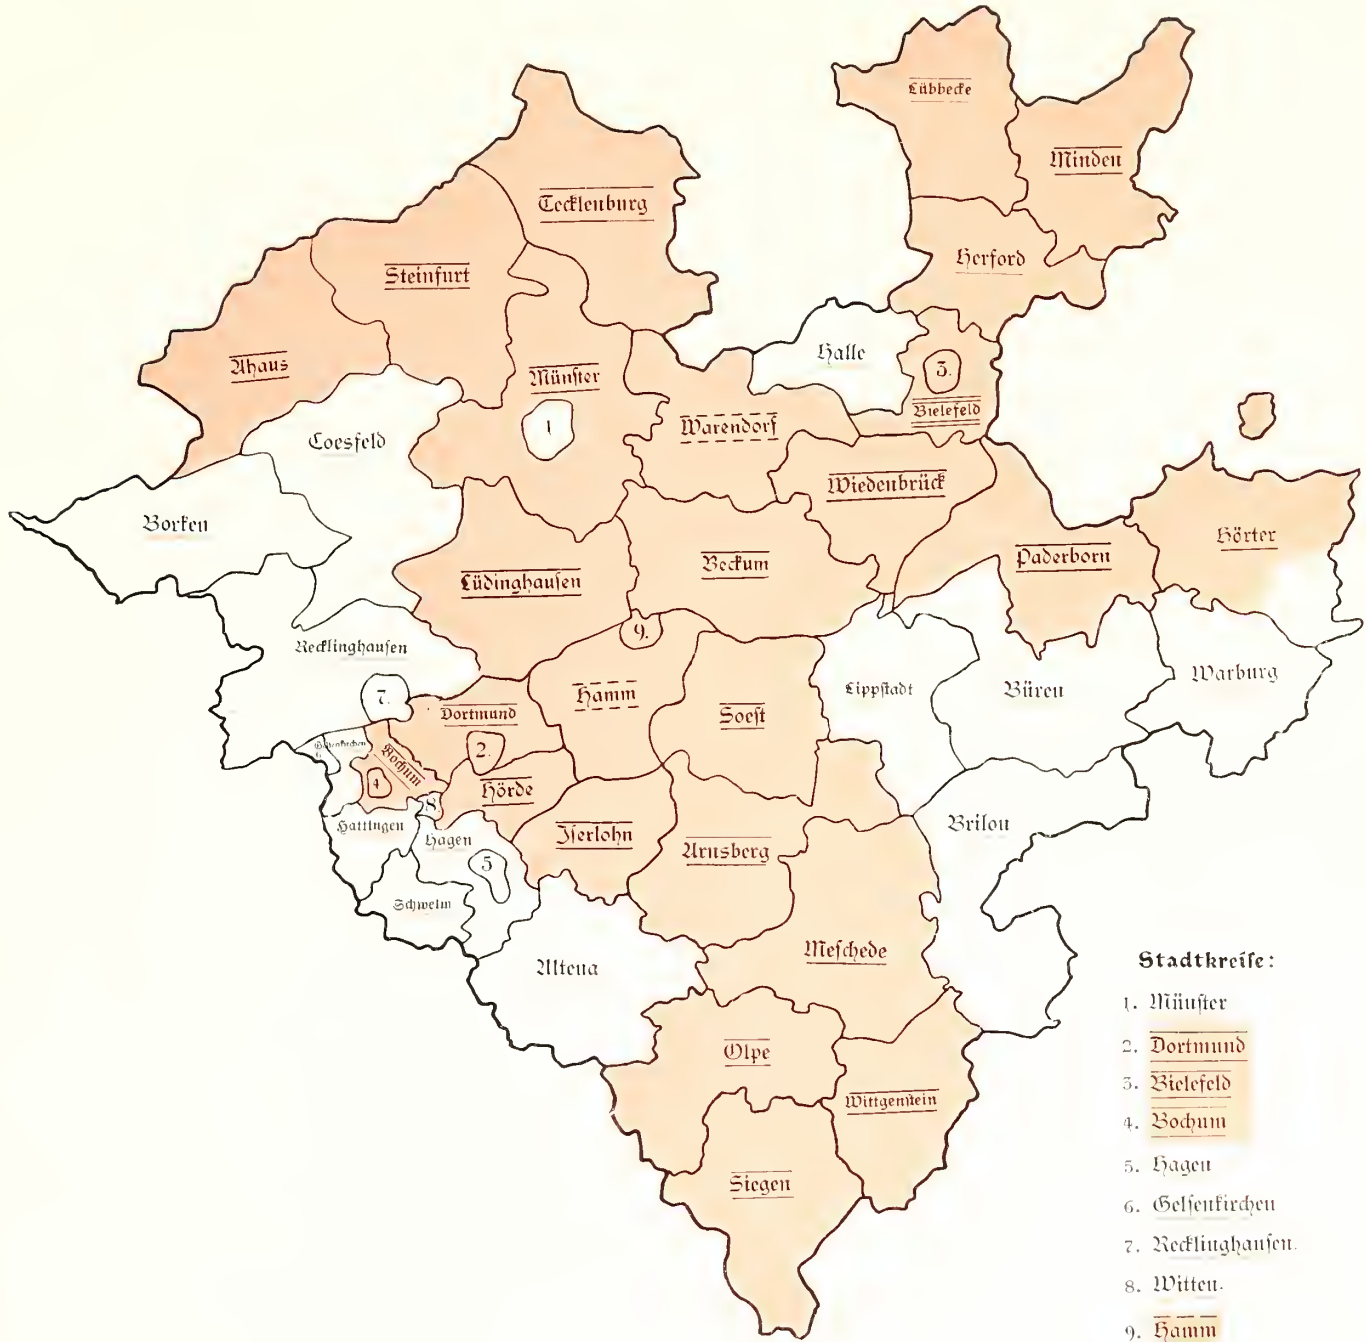 Lübbecke
Minden
Tecklenburg
Herford
Steinfurt
Halle
Ahaus
Münster
3.
Bielefeld
1
Warendorf
Coesfeld
Wiedenbrück
Borken
Höxter
Beckum
Paderborn
Lüdinghausen
9.
Recklinghausen
Warburg
7.
Hamm
Lippstadt
Büren
Dortmund
Soest
2.
Gelsenkirchen
6
Bochum
4
Hörde
8.
Hattingen
Hagen
Iserlohn
Arnsberg
Brilon
5
Schwelm
Altena
Meschede
Olpe
Wittgenstein
Siegen
Stadtkreise:
1. Münster
2. Dortmund
3. Bielefeld
4. Bochum
5. Hagen
6. Gelsenkirchen
7. Recklinghausen.
8. Witten.
9. Hamm